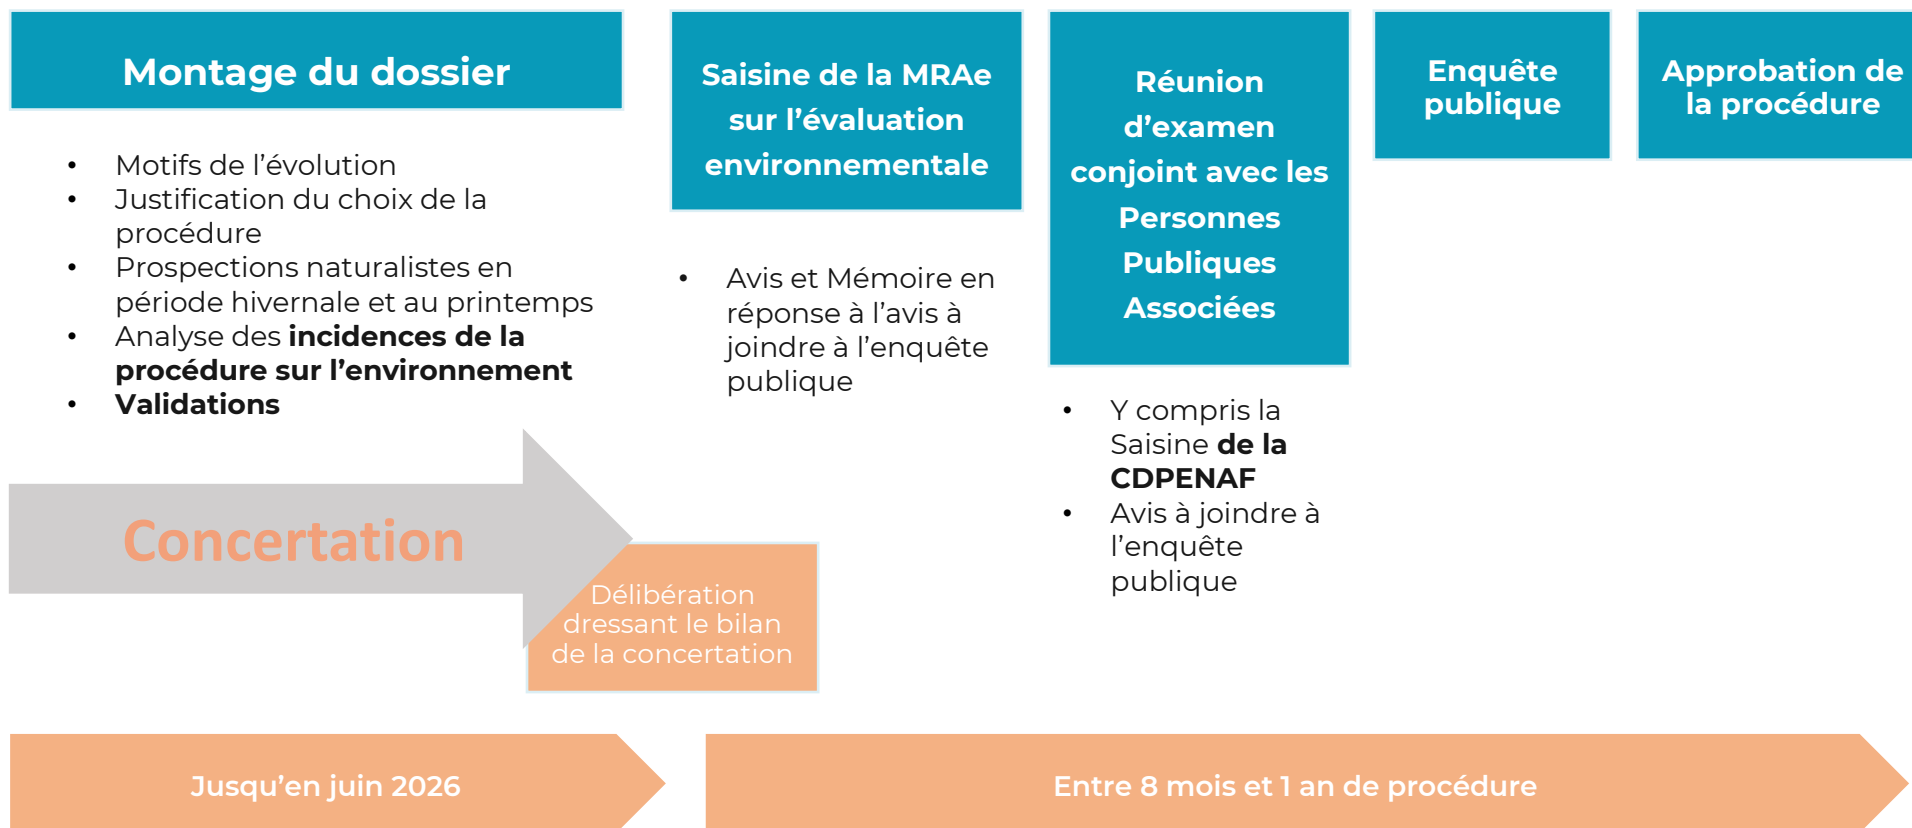 Montage du dossier
• Motifs de l’évolution
• Justification du choix de la
procédure
• Prospections naturalistes en
période hivernale et au printemps
• Analyse des incidences de la
procédure sur l’environnement
• Validations
Concertation
Délibération
dressant le bilan
de la concertation
Saisine de la MRAe
sur l’évaluation
environnementale
• Avis et Mémoire en
réponse à l’avis à
joindre à l’enquête
publique
Réunion
d’examen
conjoint avec les
Personnes
Publiques
Associées
• Y compris la
Saisine de la
CDPENAF
• Avis à joindre à
l’enquête
publique
Enquête
publique
Approbation de
la procédure
Jusqu’en juin 2026
Entre 8 mois et 1 an de procédure